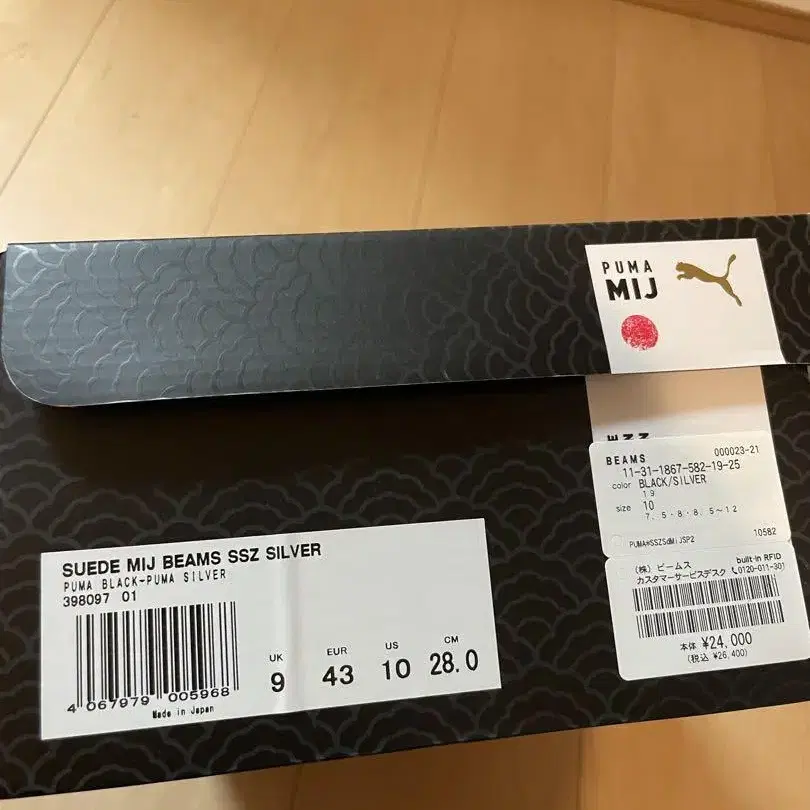 PUMA
MIJ
BEAMS 000023-21
11-31-1867-582-19-25
color BLACK/SILVER
19
size 10
7.5・8・8.5～12
PUMA*SSZSdMiJSP2 10582
(株) ビームス built-in RFID
カスタマーサービスデスク 0120-011-301
本体 ¥24,000
(税込 ¥26,400)
SUEDE MIJ BEAMS SSZ SILVER
PUMA BLACK-PUMA SILVER
398097 01
4 067979 005968
Made in Japan
UK
9
EUR
43
US
10
CM
28.0